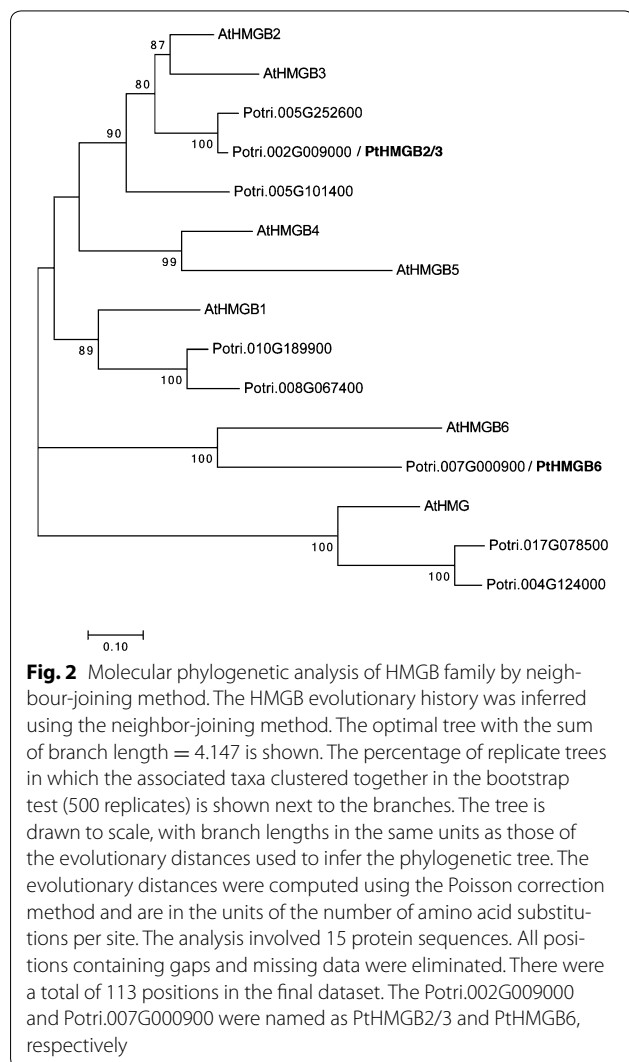 AtHMGB2
87
AtHMGB3
80
Potri.005G252600
90
100
Potri.002G009000 / PtHMGB2/3
Potri.005G101400
AtHMGB4
99
AtHMGB5
AtHMGB1
89
Potri.010G189900
100
Potri.008G067400
AtHMGB6
100
Potri.007G000900 / PtHMGB6
AtHMG
100
Potri.017G078500
100
Potri.004G124000
0.10
Fig. 2 Molecular phylogenetic analysis of HMGB family by neigh-
bour-joining method. The HMGB evolutionary history was inferred
using the neighbor-joining method. The optimal tree with the sum
of branch length = 4.147 is shown. The percentage of replicate trees
in which the associated taxa clustered together in the bootstrap
test (500 replicates) is shown next to the branches. The tree is
drawn to scale, with branch lengths in the same units as those of
the evolutionary distances used to infer the phylogenetic tree. The
evolutionary distances were computed using the Poisson correction
method and are in the units of the number of amino acid substitu-
tions per site. The analysis involved 15 protein sequences. All posi-
tions containing gaps and missing data were eliminated. There were
a total of 113 positions in the final dataset. The Potri.002G009000
and Potri.007G000900 were named as PtHMGB2/3 and PtHMGB6,
respectively